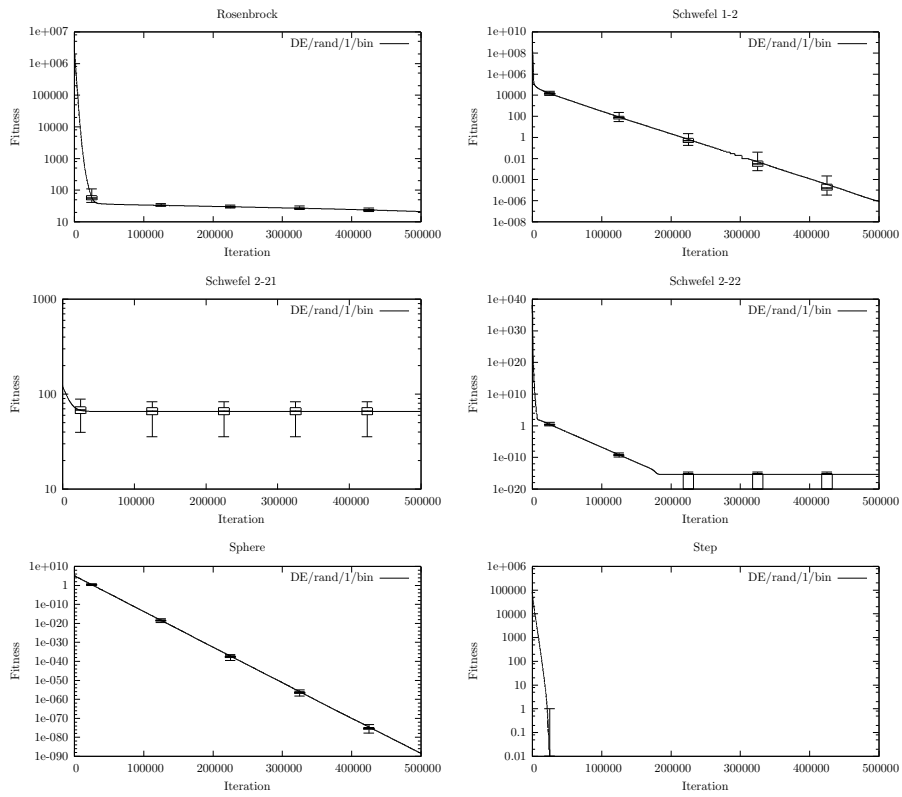 Rosenbrock
1e+007
1e+006
100000
10000
1000
100
10
Fitness
DE/rand/1/bin
0 100000 200000 300000 400000 500000
Iteration
Schwefel 1-2
1e+010
1e+008
1e+006
10000
100
1
0.01
0.0001
1e-006
1e-008
Fitness
DE/rand/1/bin
0 100000 200000 300000 400000 500000
Iteration
Schwefel 2-21
1000
100
10
Fitness
DE/rand/1/bin
0 100000 200000 300000 400000 500000
Iteration
Schwefel 2-22
1e+040
1e+030
1e+020
1e+010
1
1e-010
1e-020
Fitness
DE/rand/1/bin
0 100000 200000 300000 400000 500000
Iteration
Sphere
1e+010
1
1e-010
1e-020
1e-030
1e-040
1e-050
1e-060
1e-070
1e-080
1e-090
Fitness
DE/rand/1/bin
0 100000 200000 300000 400000 500000
Iteration
Step
1e+006
100000
10000
1000
100
10
1
0.1
0.01
Fitness
DE/rand/1/bin
0 100000 200000 300000 400000 500000
Iteration